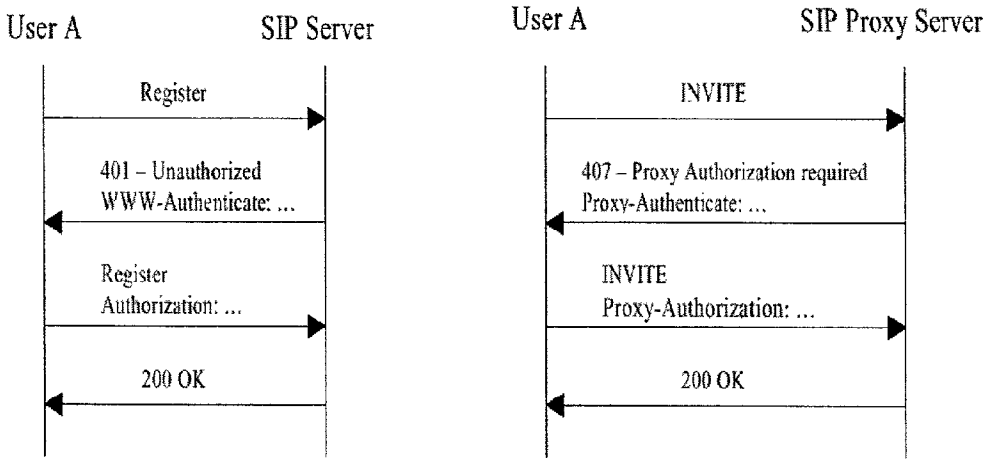 User A
SIP Server
Register
401 – Unauthorized
WWW-Authenticate: ...
Register
Authorization: ...
200 OK
User A
SIP Proxy Server
INVITE
407 – Proxy Authorization required
Proxy-Authenticate: ...
INVITE
Proxy-Authorization: ...
200 OK